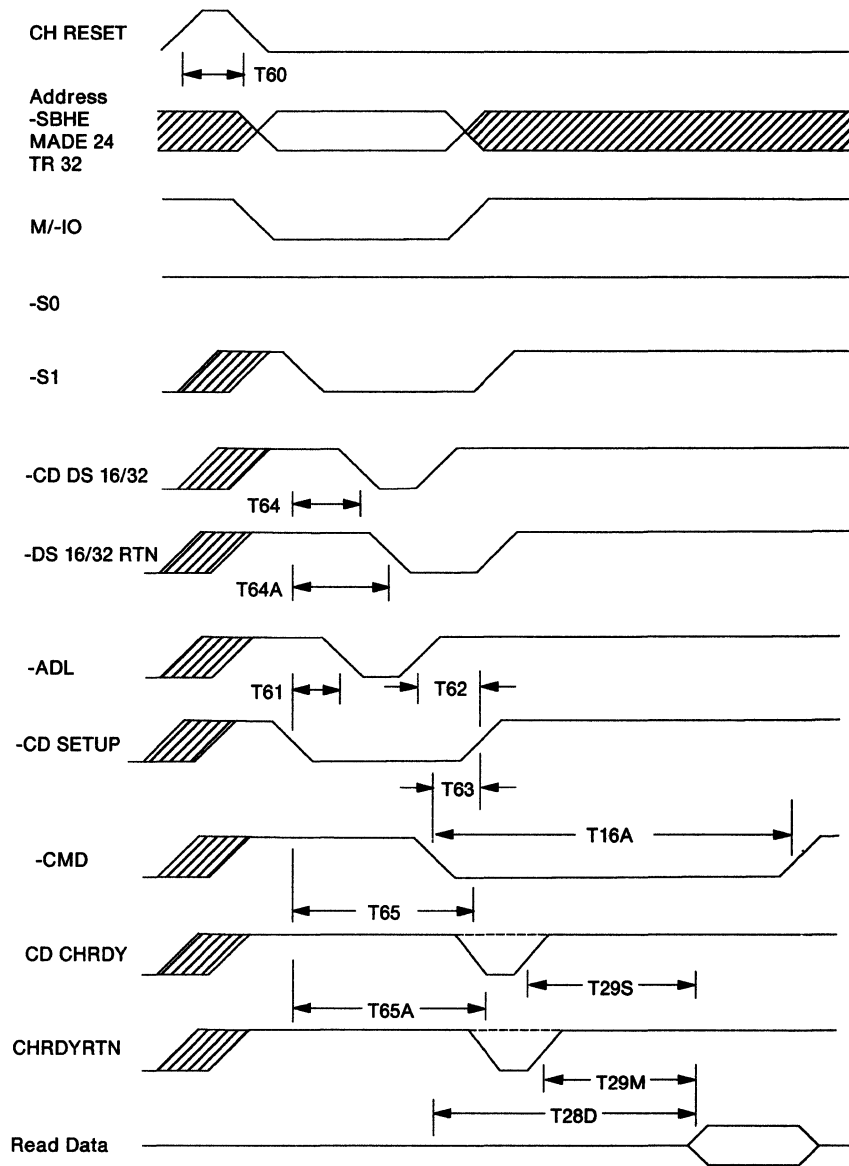 CH RESET
T60
Address
-SBHE
MADE 24
TR 32
M/-IO
-S0
-S1
-CD DS 16/32
T64
-DS 16/32 RTN
T64A
-ADL
T61
T62
-CD SETUP
T63
T16A
-CMD
T65
CD CHRDY
T29S
T65A
CHRDYRTN
T29M
T28D
Read Data